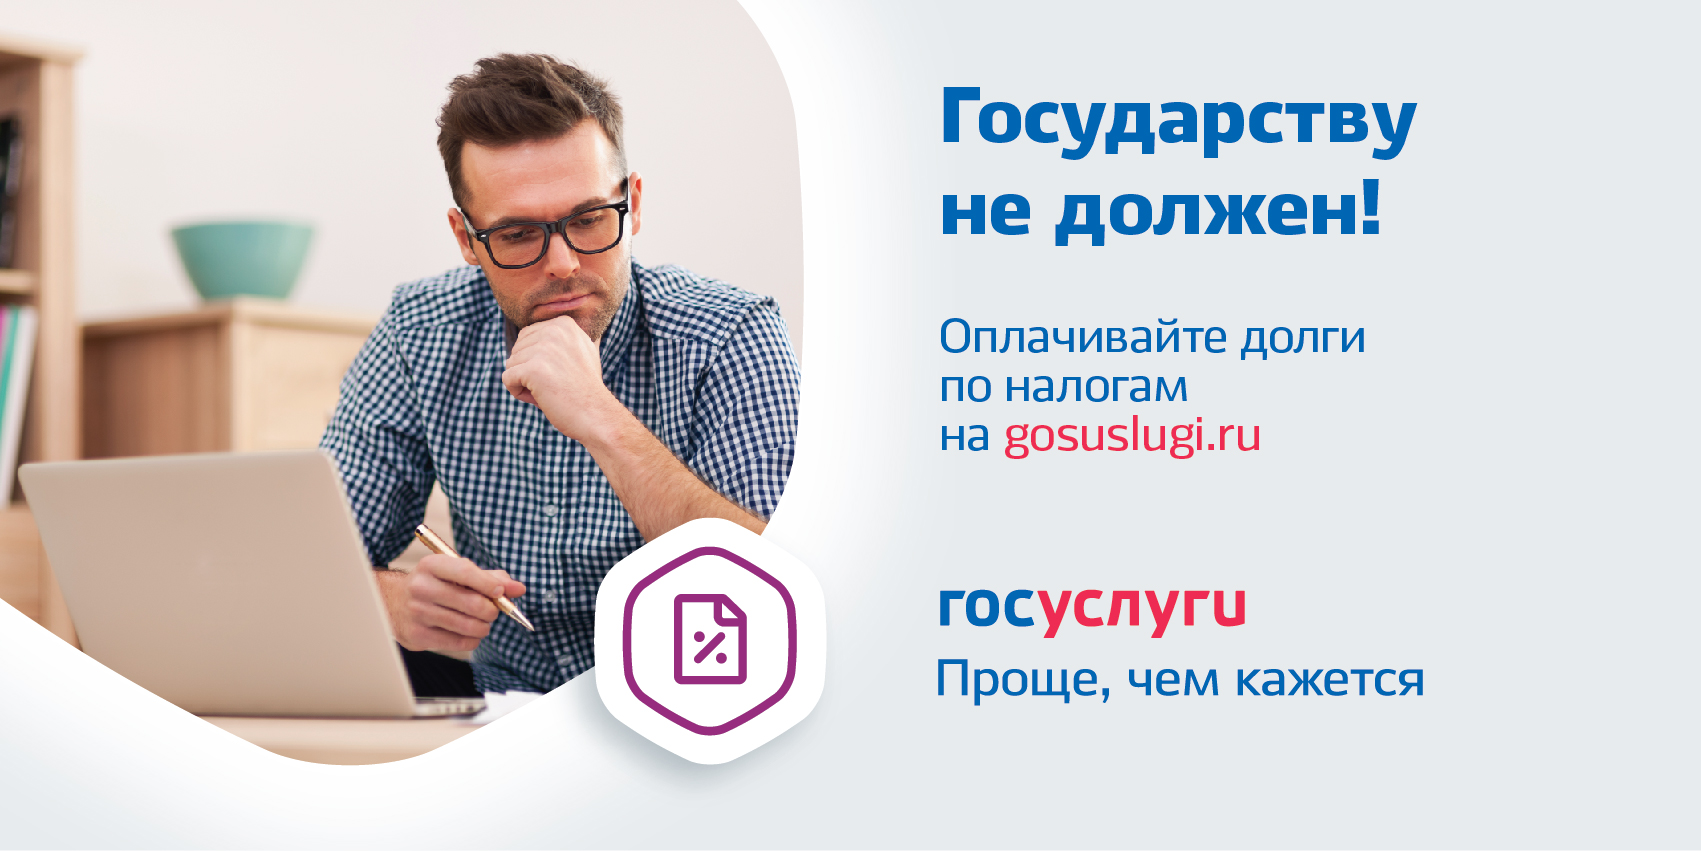 Государству
не должен!
Оплачивайте долги
по налогам
на gosuslugi.ru
госуслуги
Проще, чем кажется